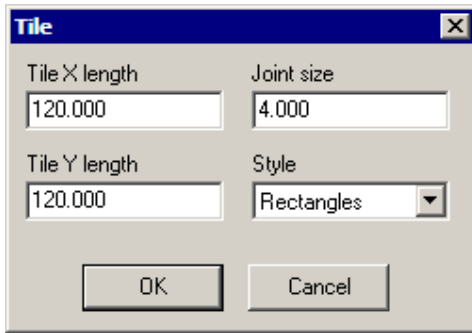 Tile
Tile X length
Joint size
120.000
4.000
Tile Y length
Style
120.000
Rectangles
OK
Cancel